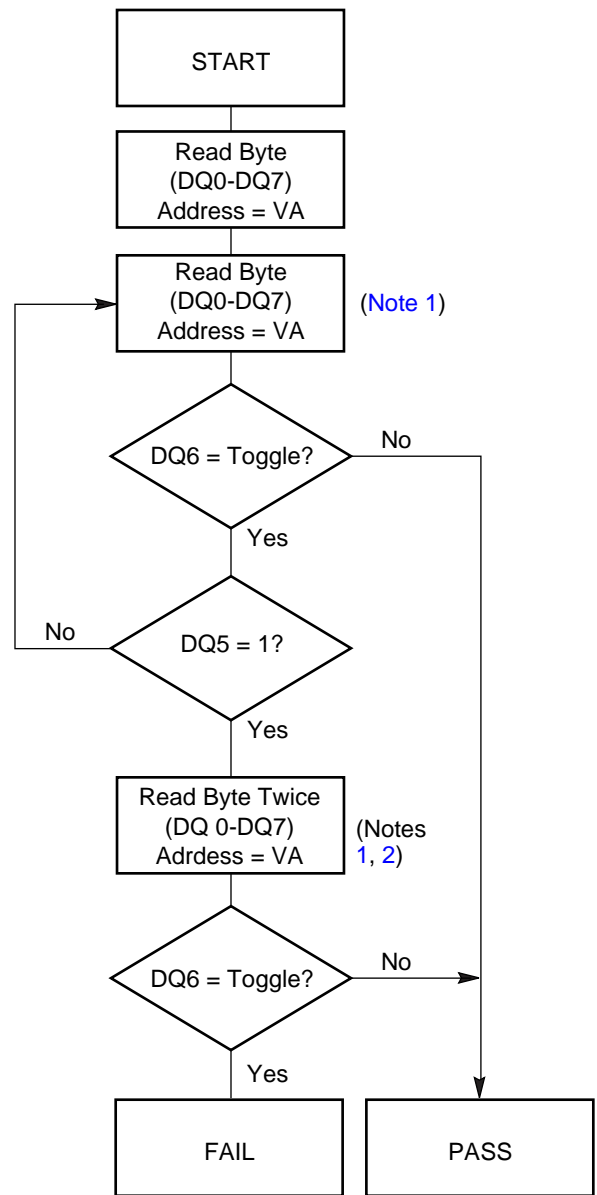 START
Read Byte
(DQ0-DQ7)
Address = VA
Read Byte
(DQ0-DQ7)
Address = VA
(Note 1)
DQ6 = Toggle?
No
Yes
No
DQ5 = 1?
Yes
Read Byte Twice
(DQ 0-DQ7)
Adrdess = VA
(Notes
1, 2)
DQ6 = Toggle?
No
Yes
FAIL
PASS